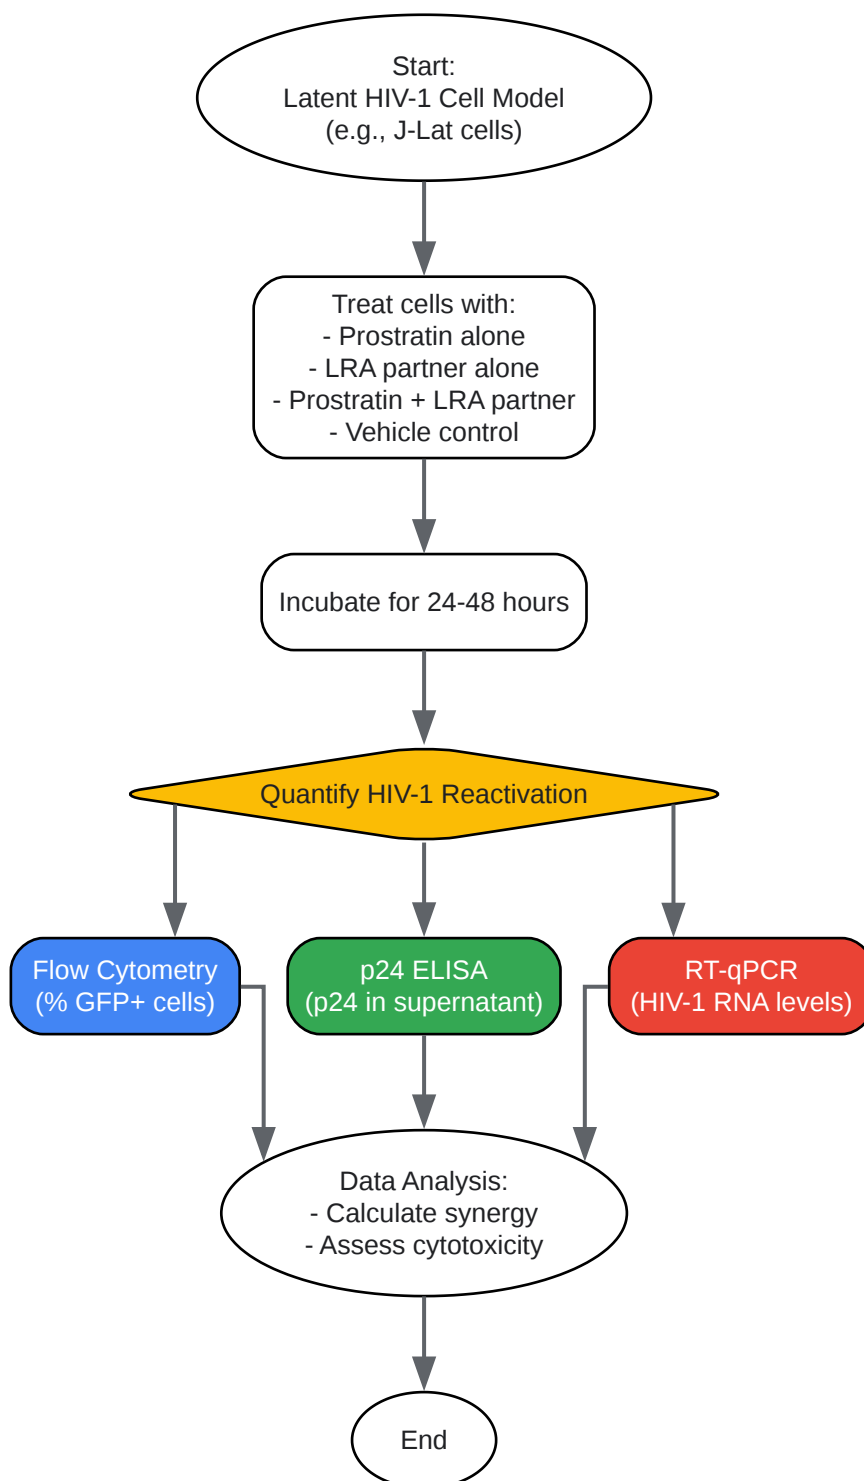 Start:
Latent HIV-1 Cell Model
(e.g., J-Lat cells)
Treat cells with:
- Prostratin alone
- LRA partner alone
- Prostratin + LRA partner
- Vehicle control
Incubate for 24-48 hours
Quantify HIV-1 Reactivation
Flow Cytometry
(% GFP+ cells)
p24 ELISA
(p24 in supernatant)
RT-qPCR
(HIV-1 RNA levels)
Data Analysis:
- Calculate synergy
- Assess cytotoxicity
End